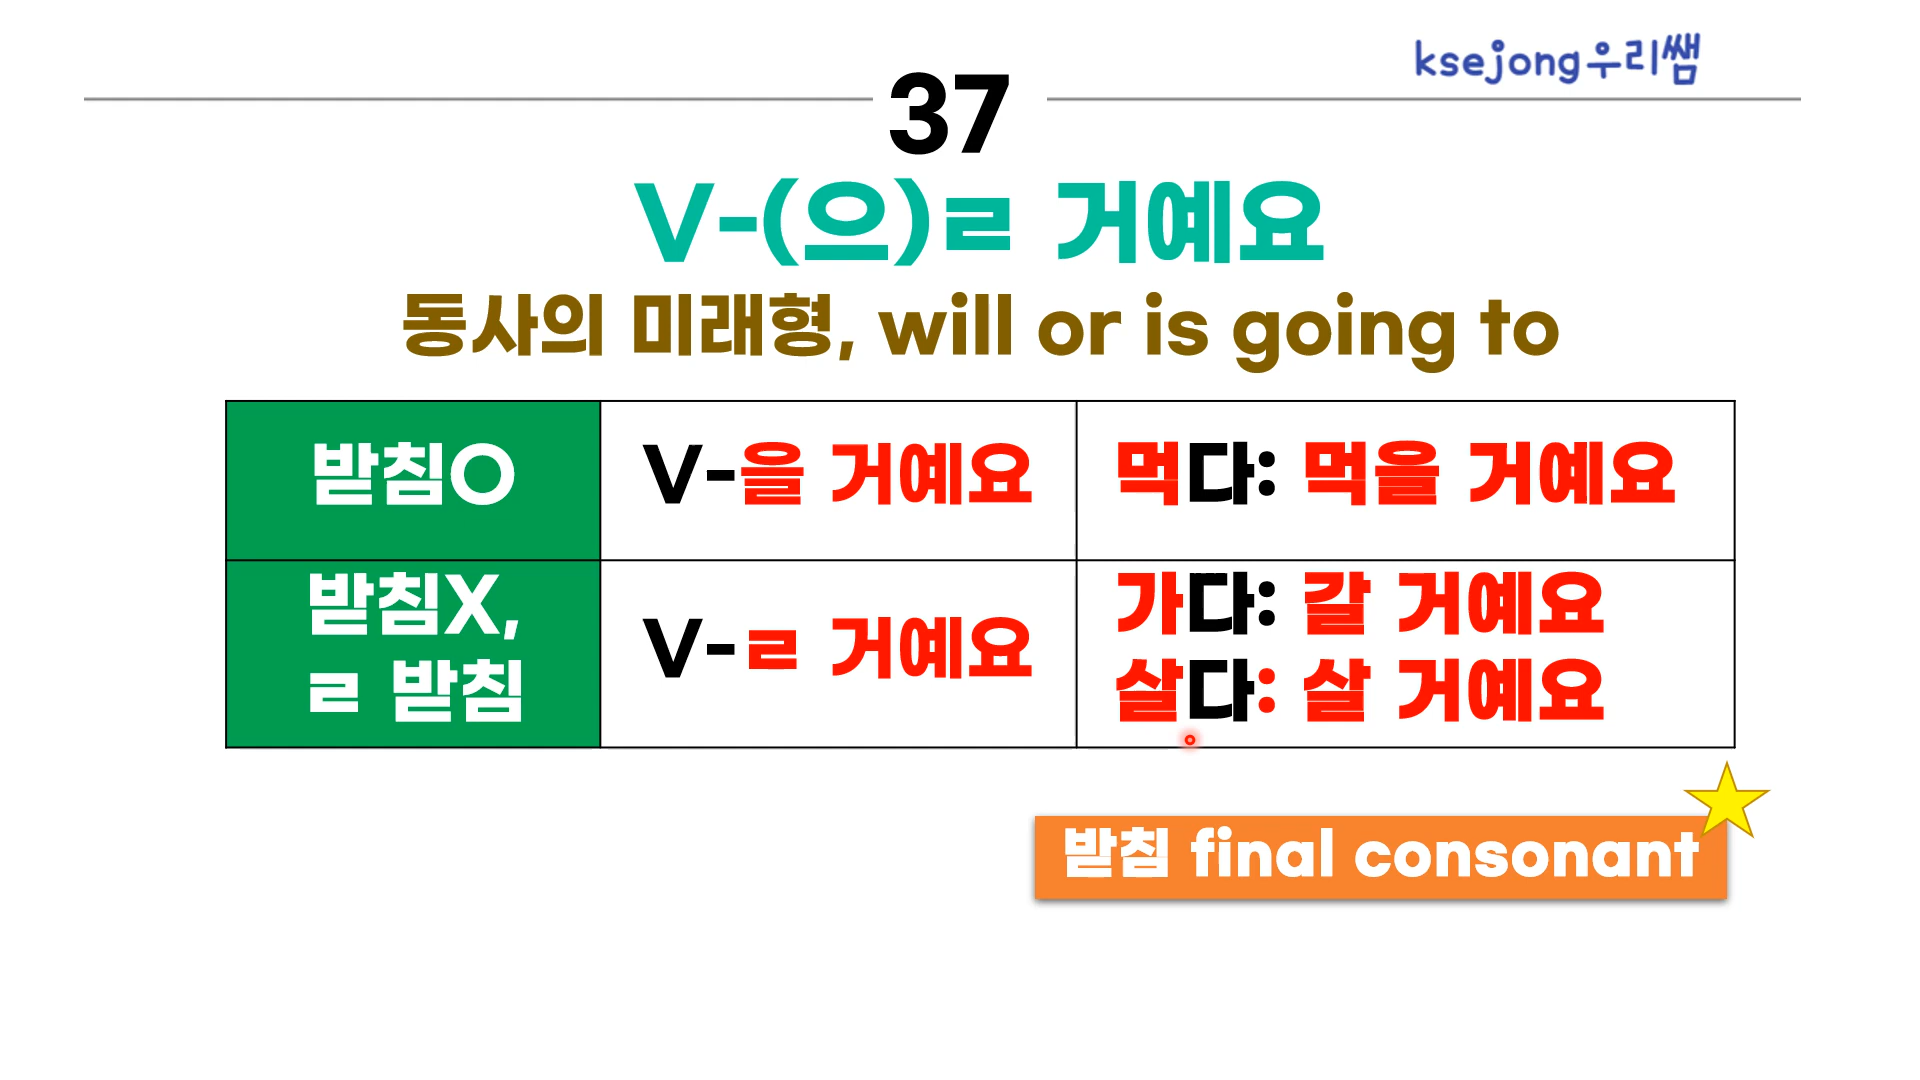 ksejong우리쌤
37
V-(으)ㄹ 거예요
동사의 미래형, will or is going to
받침O
V-을 거예요
먹다: 먹을 거예요
받침X,
ㄹ 받침
V-ㄹ 거예요
가다: 갈 거예요
살다: 살 거예요
받침 final consonant